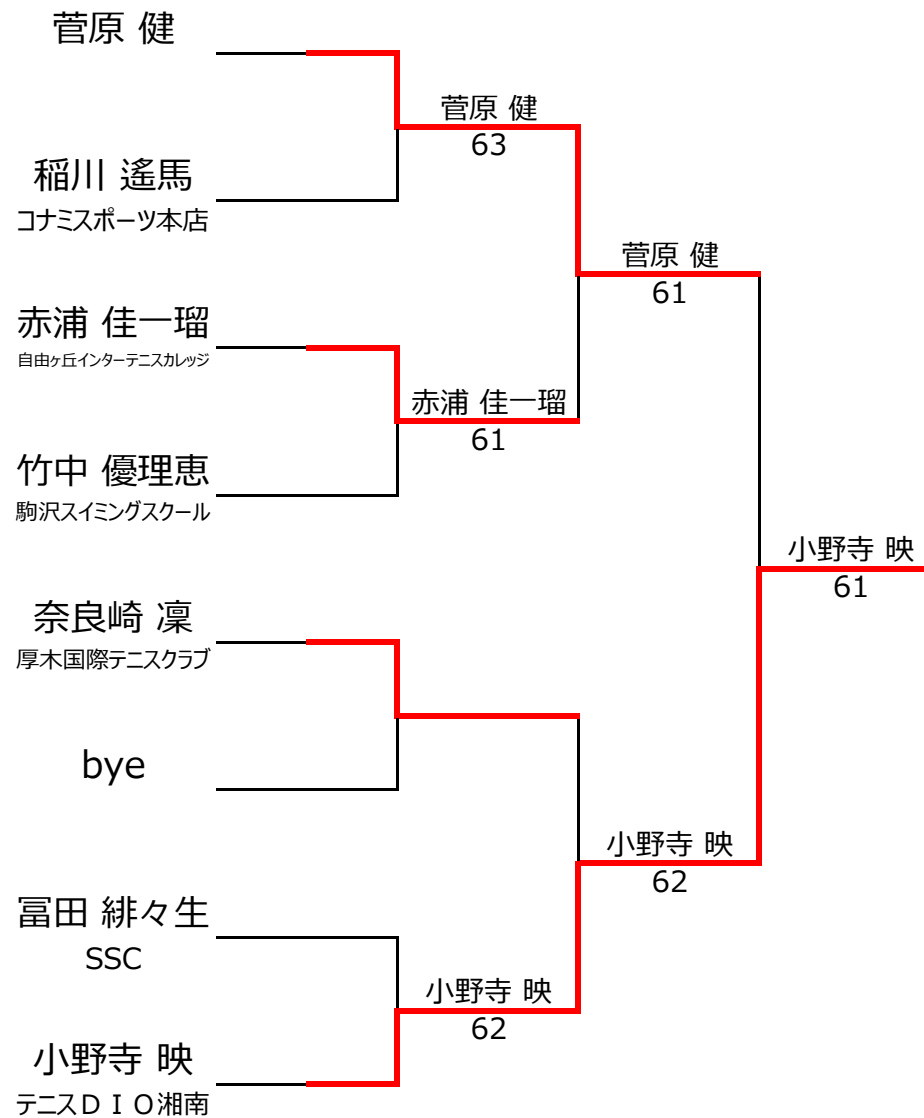 菅原 健
稲川 遙馬
コナミスポーツ本店
赤浦 佳一瑠
自由ヶ丘インターテニスカレッジ
竹中 優理恵
駒沢スイミングスクール
奈良崎 凜
厚木国際テニスクラブ
bye
冨田 緋々生
SSC
小野寺 映
テニスＤＩＯ湘南
菅原 健
63
赤浦 佳一瑠
61
小野寺 映
62
菅原 健
61
小野寺 映
62
小野寺 映
61